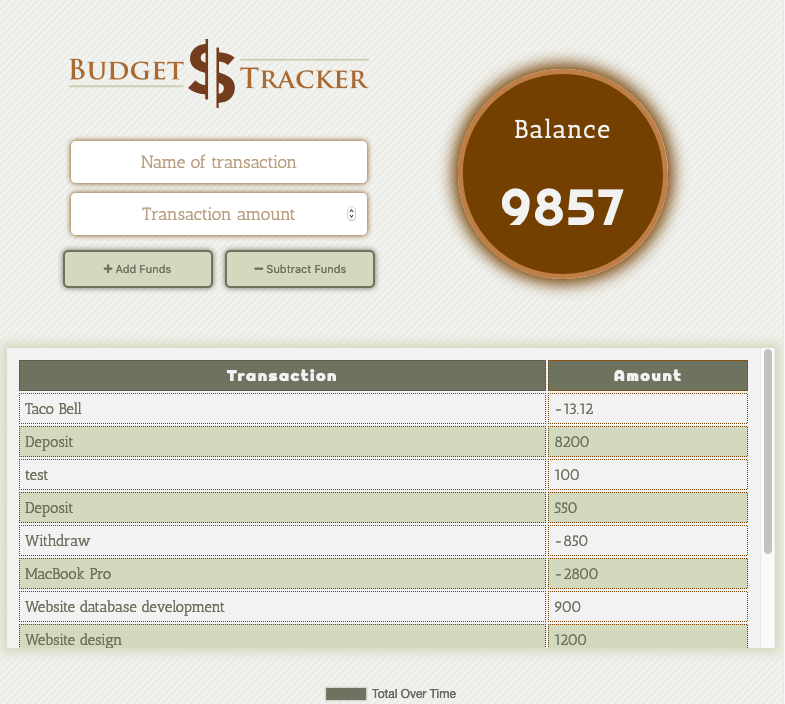 BUDGET $ TRACKER
Name of transaction
Transaction amount
+ Add Funds
− Subtract Funds
Balance
9857
Transaction Amount
Taco Bell -13.12
Deposit 8200
test 100
Deposit 550
Withdraw -850
MacBook Pro -2800
Website database development 900
Website design 1200
Total Over Time